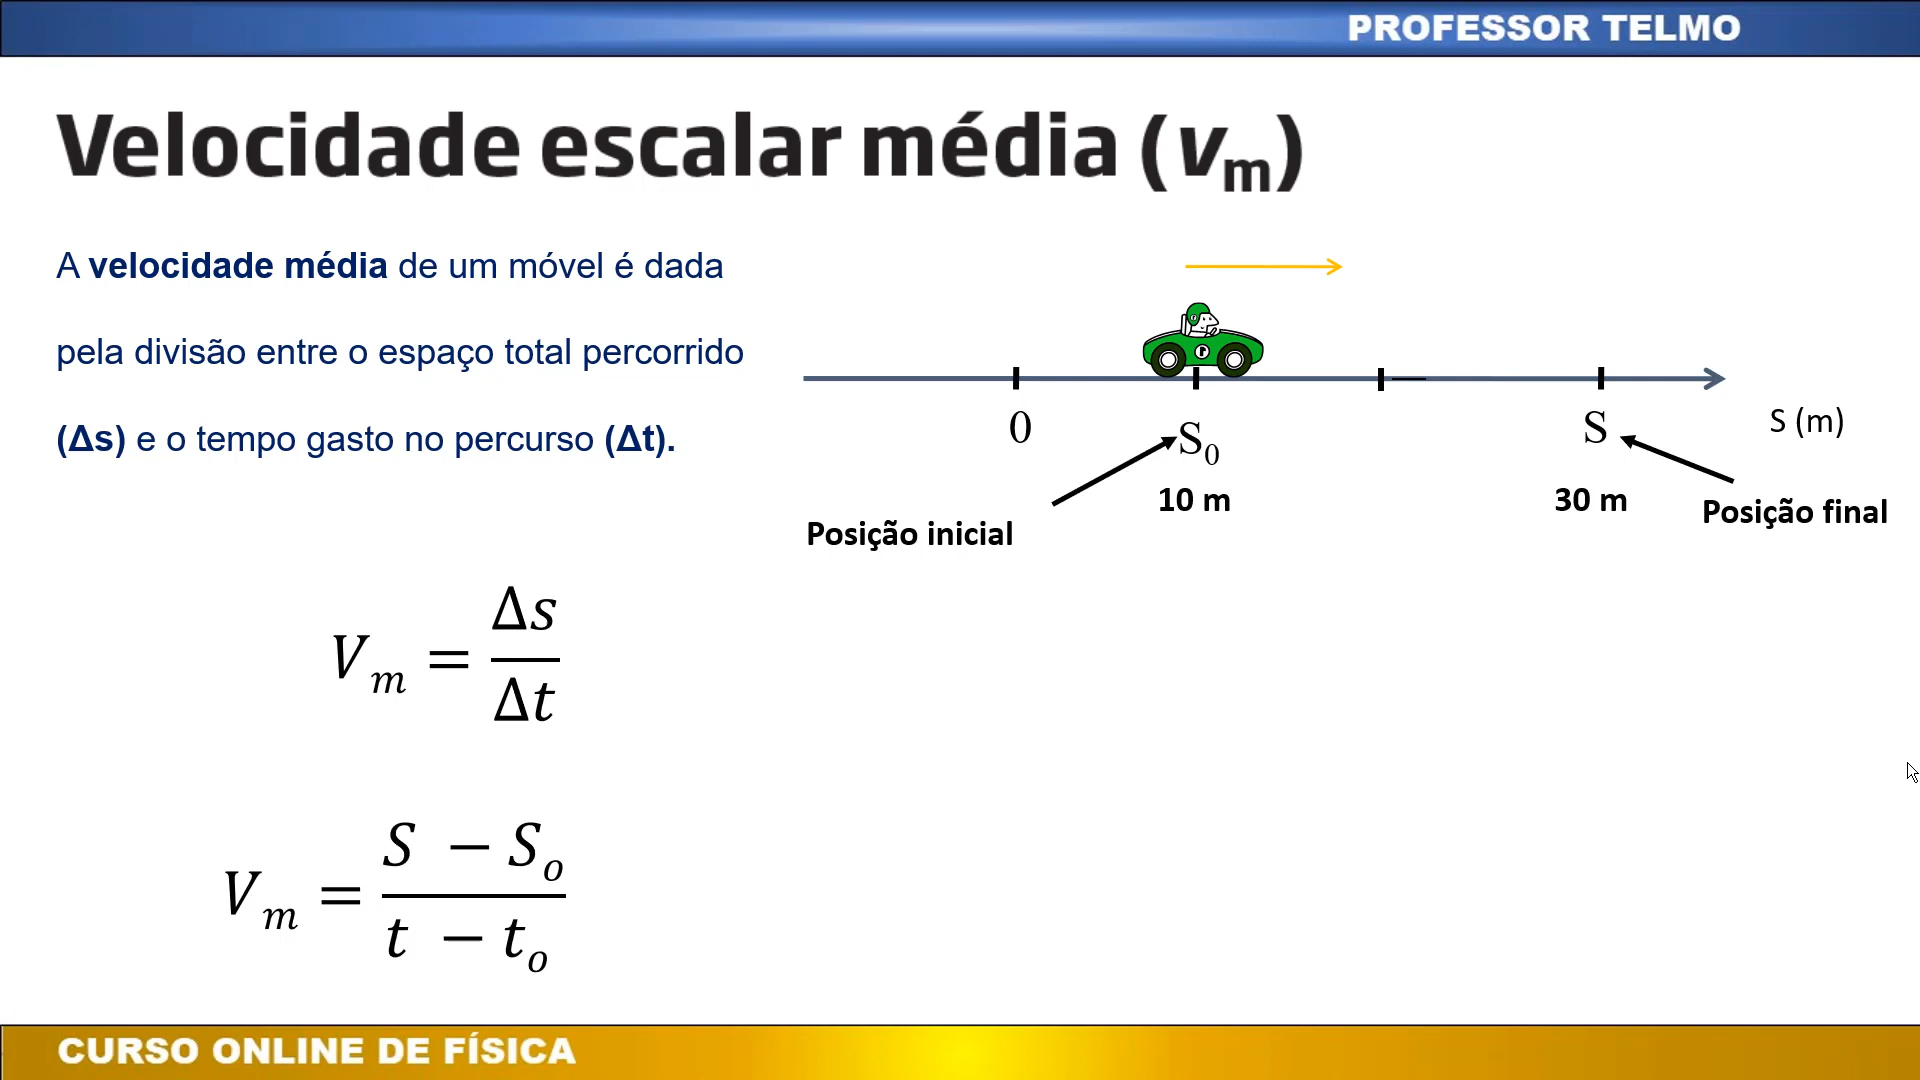 PROFESSOR TELMO
Velocidade escalar média (vₘ)
A velocidade média de um móvel é dada
pela divisão entre o espaço total percorrido
(Δs) e o tempo gasto no percurso (Δt).
0
S₀
S
S (m)
10 m
30 m
Posição inicial
Posição final
Vₘ = Δs / Δt
Vₘ = S − Sₒ / t − tₒ
CURSO ONLINE DE FÍSICA